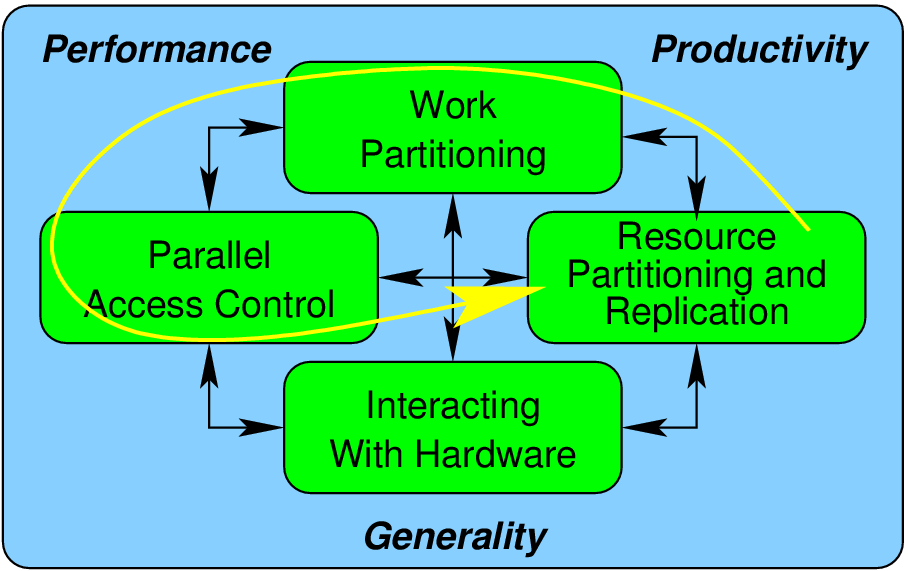 Performance
Productivity
Work
Partitioning
Parallel
Access Control
Resource
Partitioning and
Replication
Interacting
With Hardware
Generality